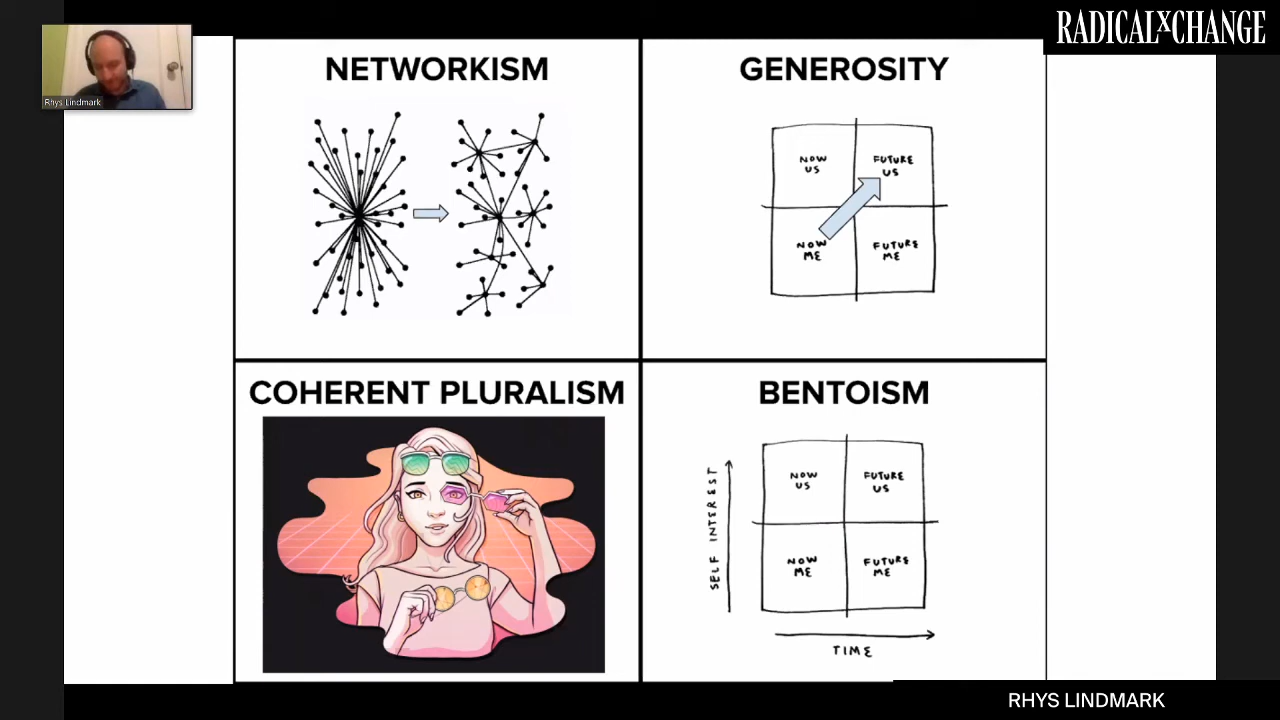 RADICALXCHANGE
Rhys Lindmark
NETWORKISM
GENEROSITY
NOW
US
FUTURE
US
NOW
ME
FUTURE
ME
COHERENT PLURALISM
BENTOISM
SELF INTEREST
NOW
US
FUTURE
US
NOW
ME
FUTURE
ME
TIME
RHYS LINDMARK